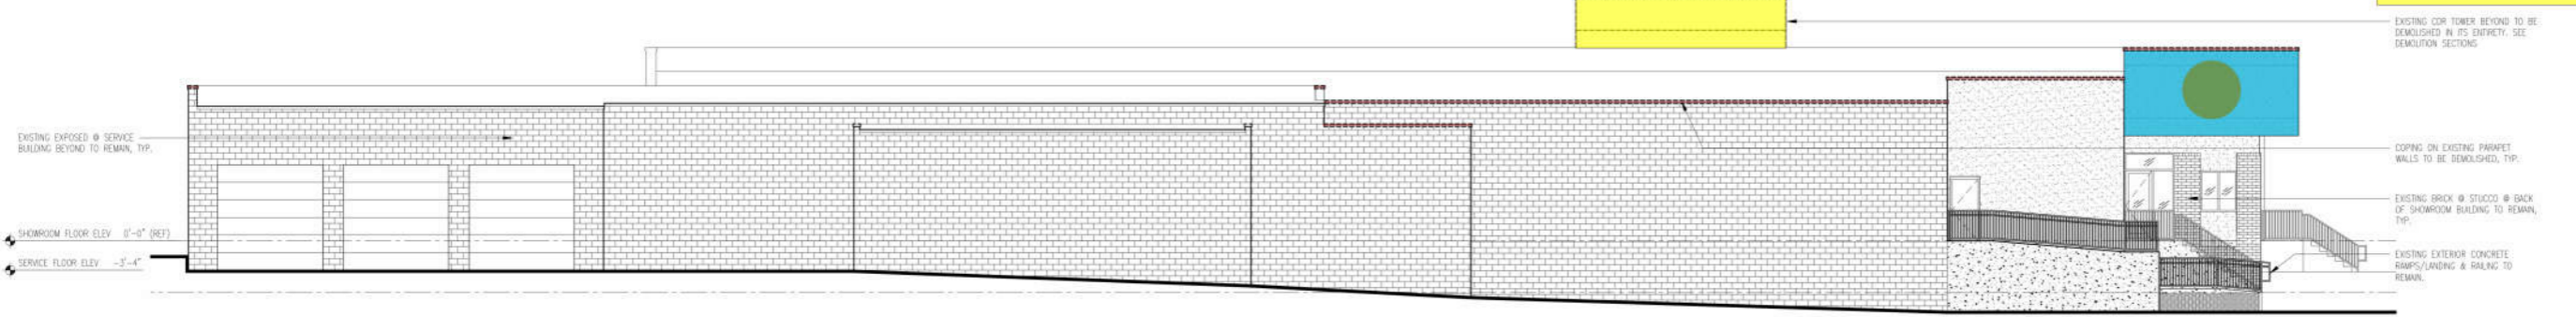 EXISTING CDR TOWER BEYOND TO BE
DEMOLISHED IN ITS ENTIRETY. SEE
DEMOLITION SECTIONS
EXISTING EXPOSED @ SERVICE
BUILDING BEYOND TO REMAIN, TYP.
COPING ON EXISTING PARAPET
WALLS TO BE DEMOLISHED, TYP.
EXISTING BRICK @ STUCCO @ BACK
OF SHOWROOM BUILDING TO REMAIN,
TYP.
SHOWROOM FLOOR ELEV 0'-0" (REF)
SERVICE FLOOR ELEV -3'-4"
EXISTING EXTERIOR CONCRETE
RAMPS/LANDING & RAILING TO
REMAIN.